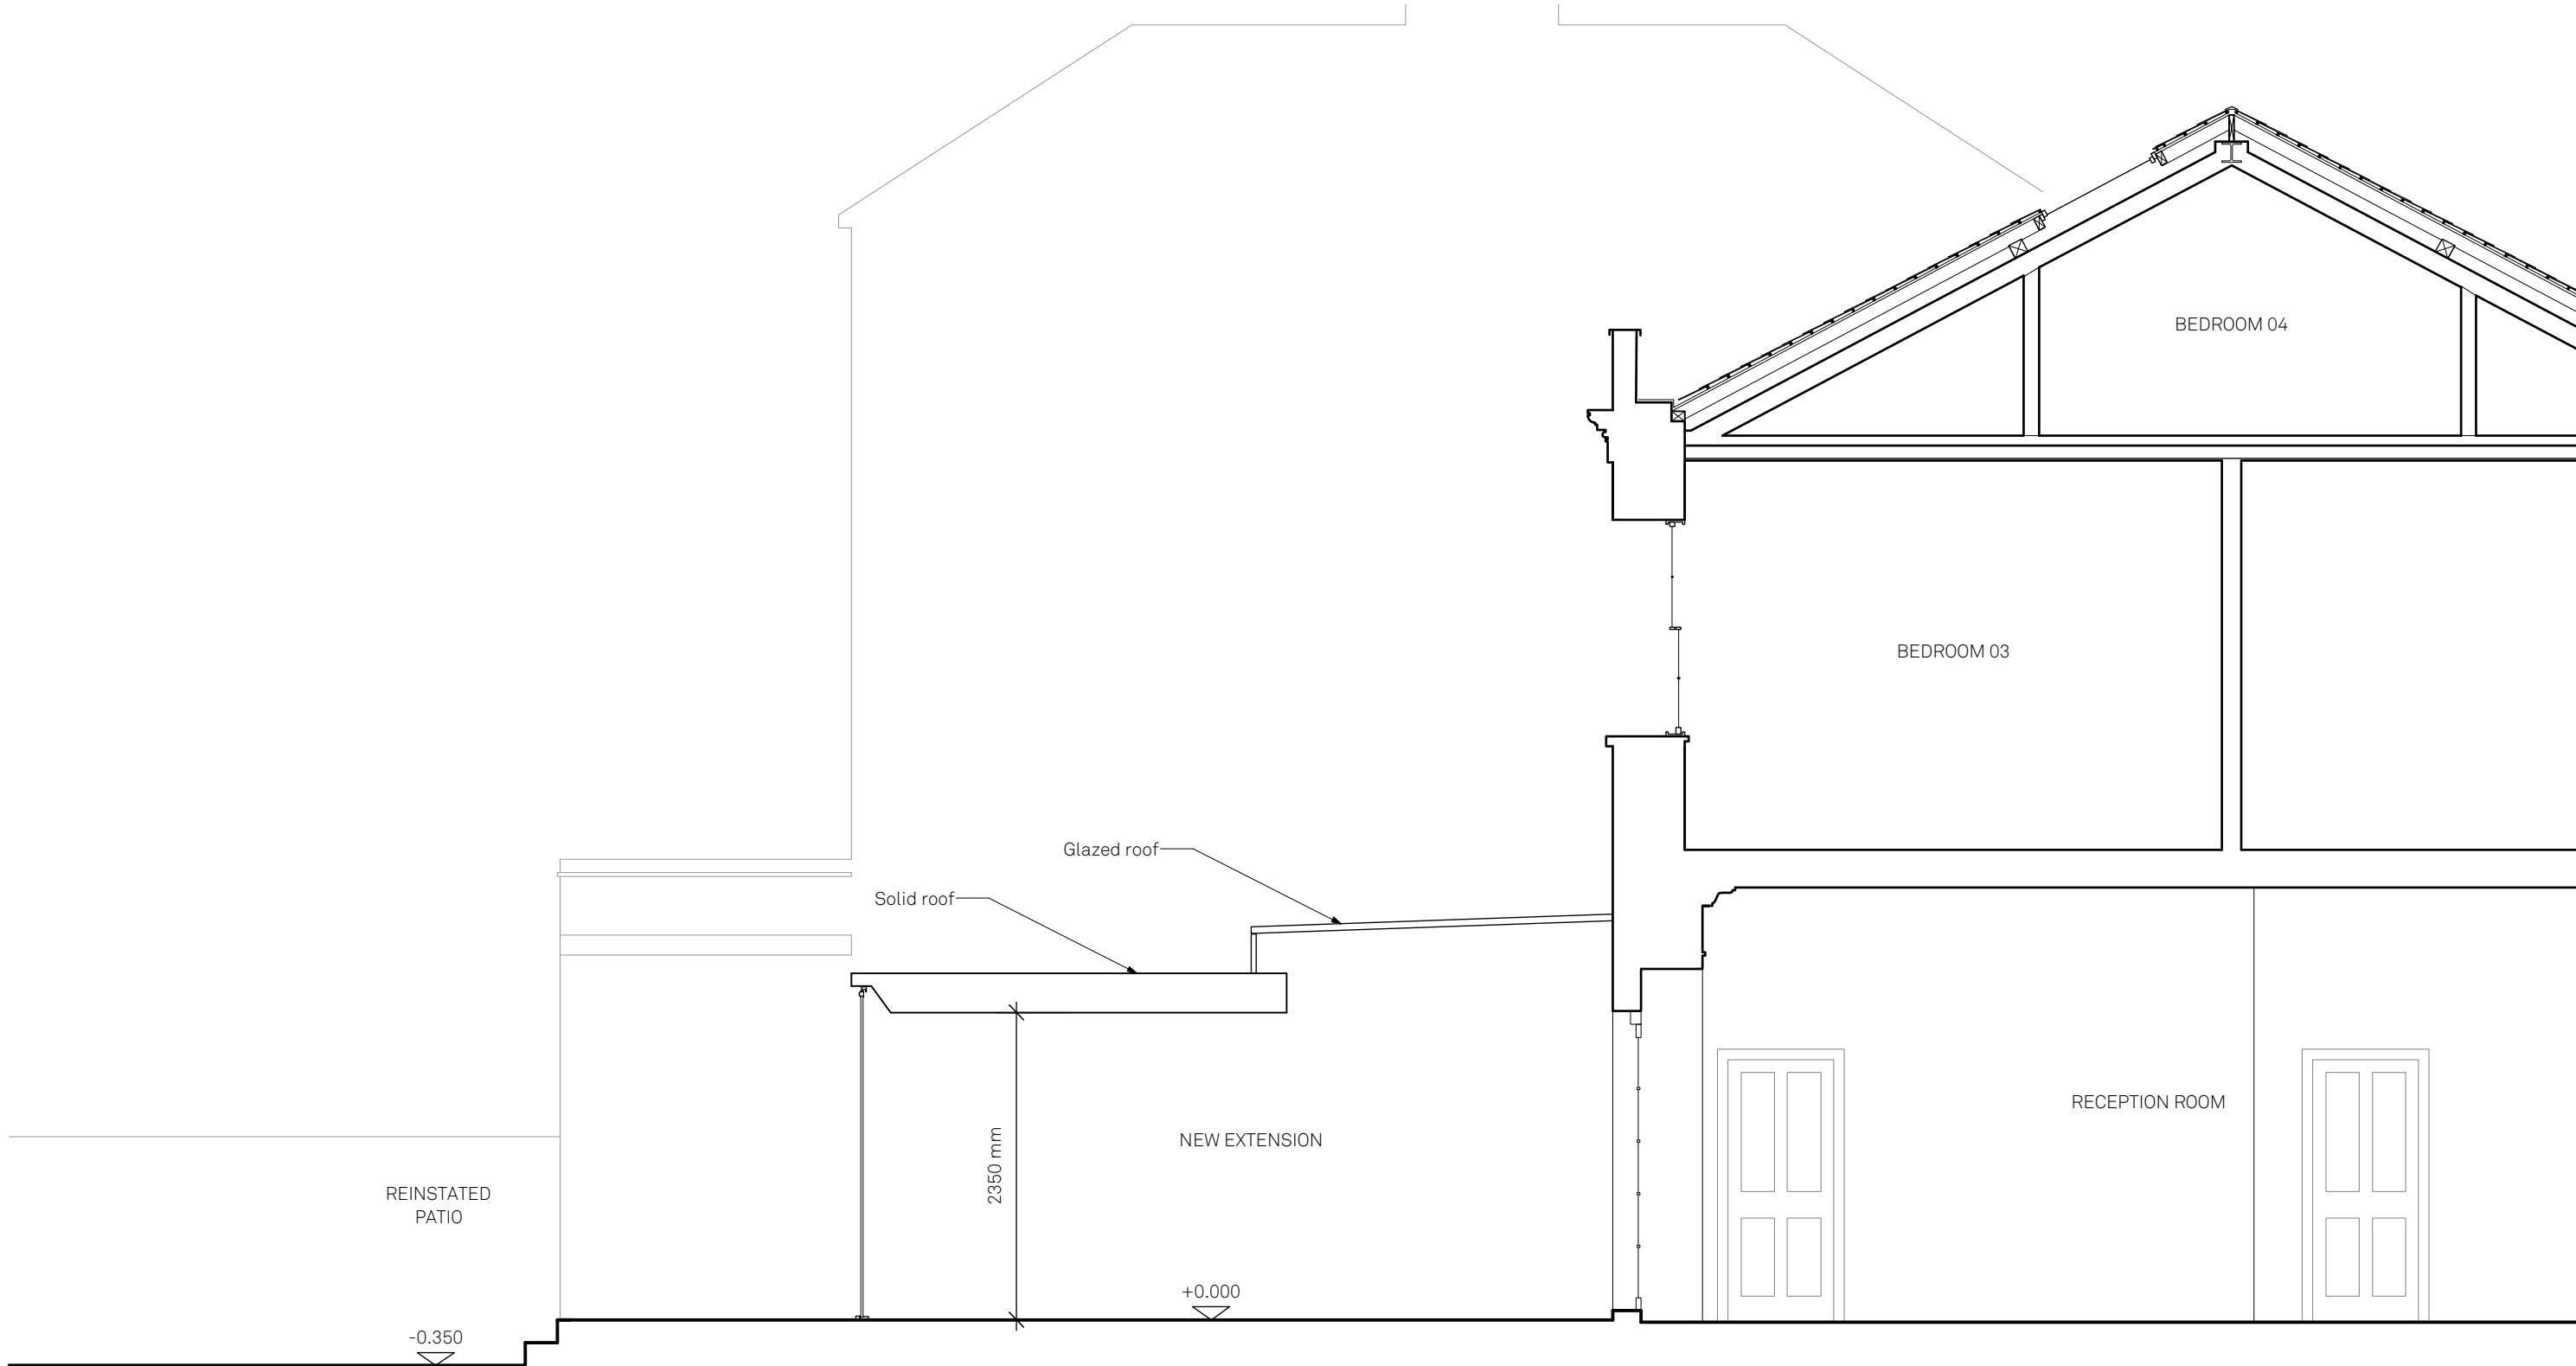 BEDROOM 04
BEDROOM 03
Glazed roof
Solid roof
RECEPTION ROOM
NEW EXTENSION
2350 mm
REINSTATED
PATIO
+0.000
-0.350